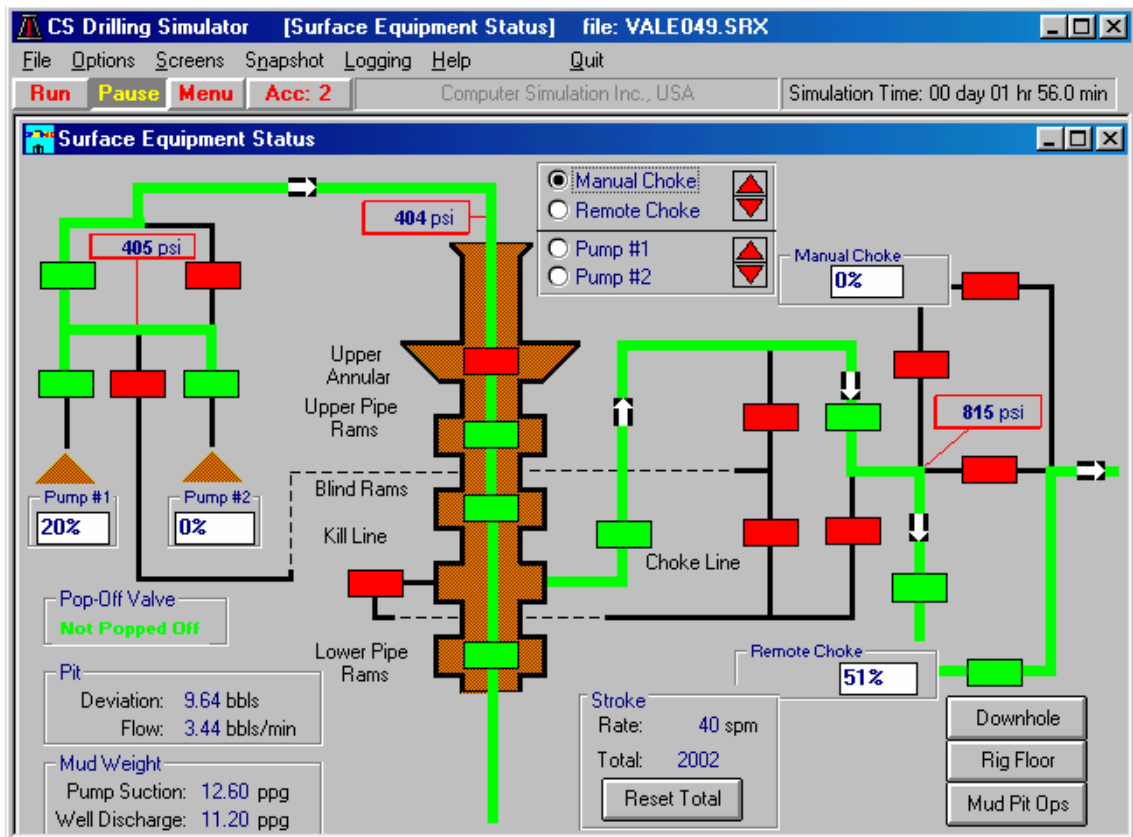 CS Drilling Simulator [Surface Equipment Status] file: VALE049.SRX
File Options Screens Snapshot Logging Help Quit
Run Pause Menu Acc: 2 Computer Simulation Inc., USA Simulation Time: 00 day 01 hr 56.0 min
Surface Equipment Status
Manual Choke
Remote Choke
Pump #1
Pump #2
404 psi
405 psi
Manual Choke
0%
Upper
Annular
Upper Pipe
Rams
815 psi
Blind Rams
Kill Line
Choke Line
Pump #1
20%
Pump #2
0%
Pop-Off Valve
Not Popped Off
Lower Pipe
Rams
Remote Choke
51%
Pit
Deviation: 9.64 bbls
Flow: 3.44 bbls/min
Mud Weight
Pump Suction: 12.60 ppg
Well Discharge: 11.20 ppg
Stroke
Rate: 40 spm
Total: 2002
Reset Total
Downhole
Rig Floor
Mud Pit Ops